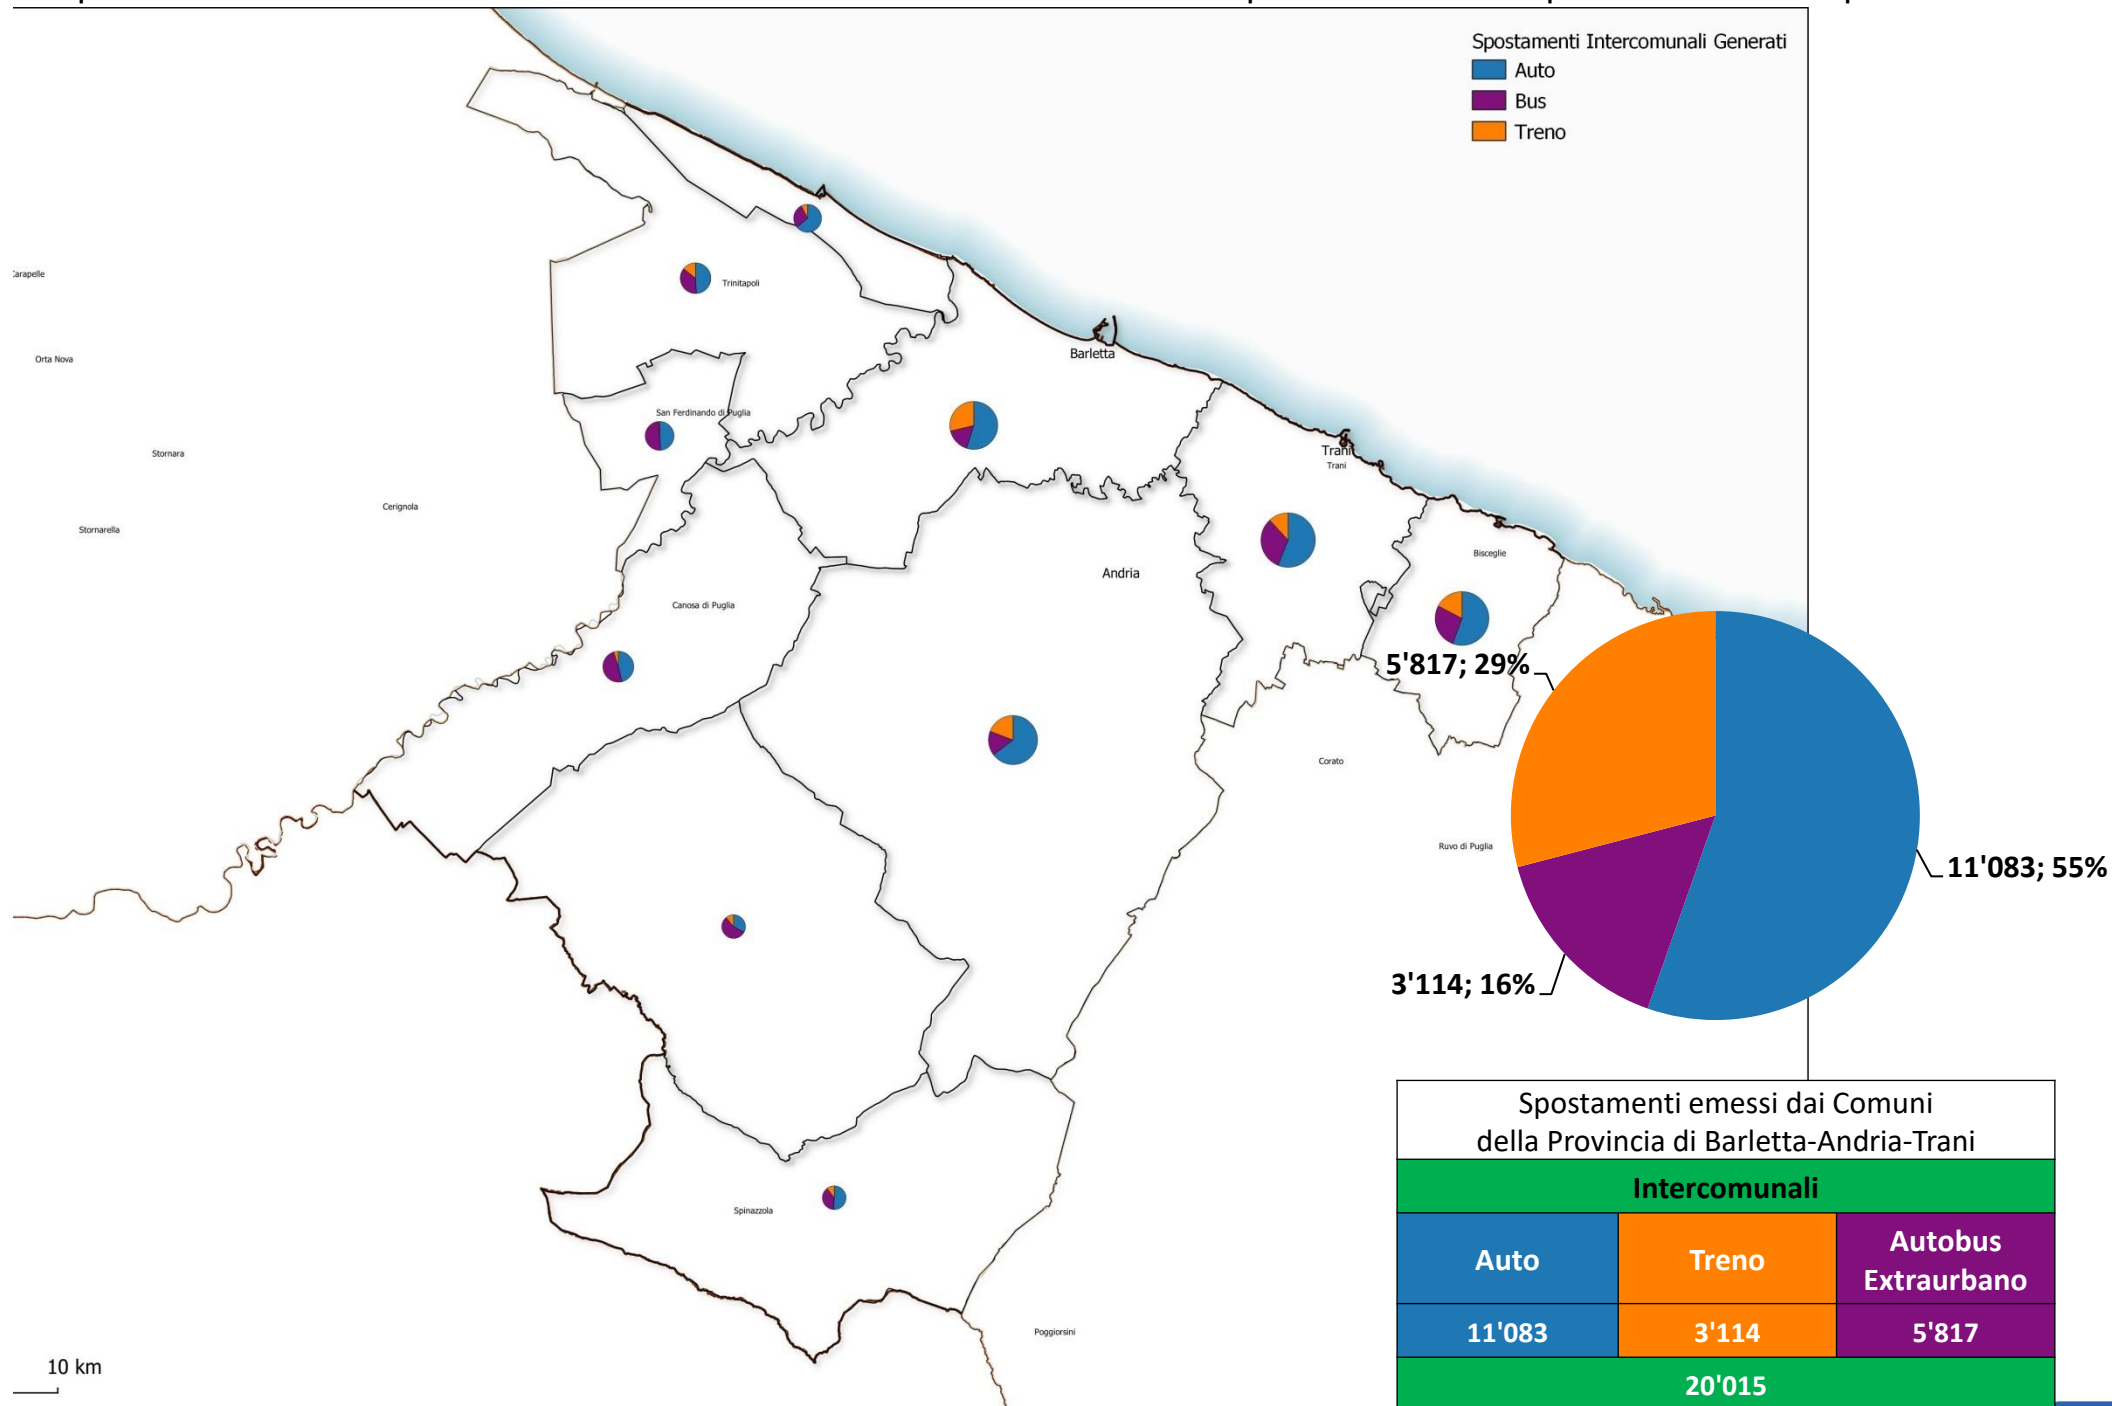 Spostamenti Intercomunali Generati
Auto
Bus
Treno
Carapelle
Trinitapoli
Orta Nova
Barletta
San Ferdinando di Puglia
Stornara
Trani
Trani
Cerignola
Stornarella
Bisceglie
Andria
Canosa di Puglia
5'817; 29%
Corato
Ruvo di Puglia
11'083; 55%
3'114; 16%
Spostamenti emessi dai Comuni
della Provincia di Barletta-Andria-Trani
Intercomunali
Auto
Treno
Autobus
Extraurbano
11'083
3'114
5'817
20'015
Spinazzola
Poggiorsini
10 km